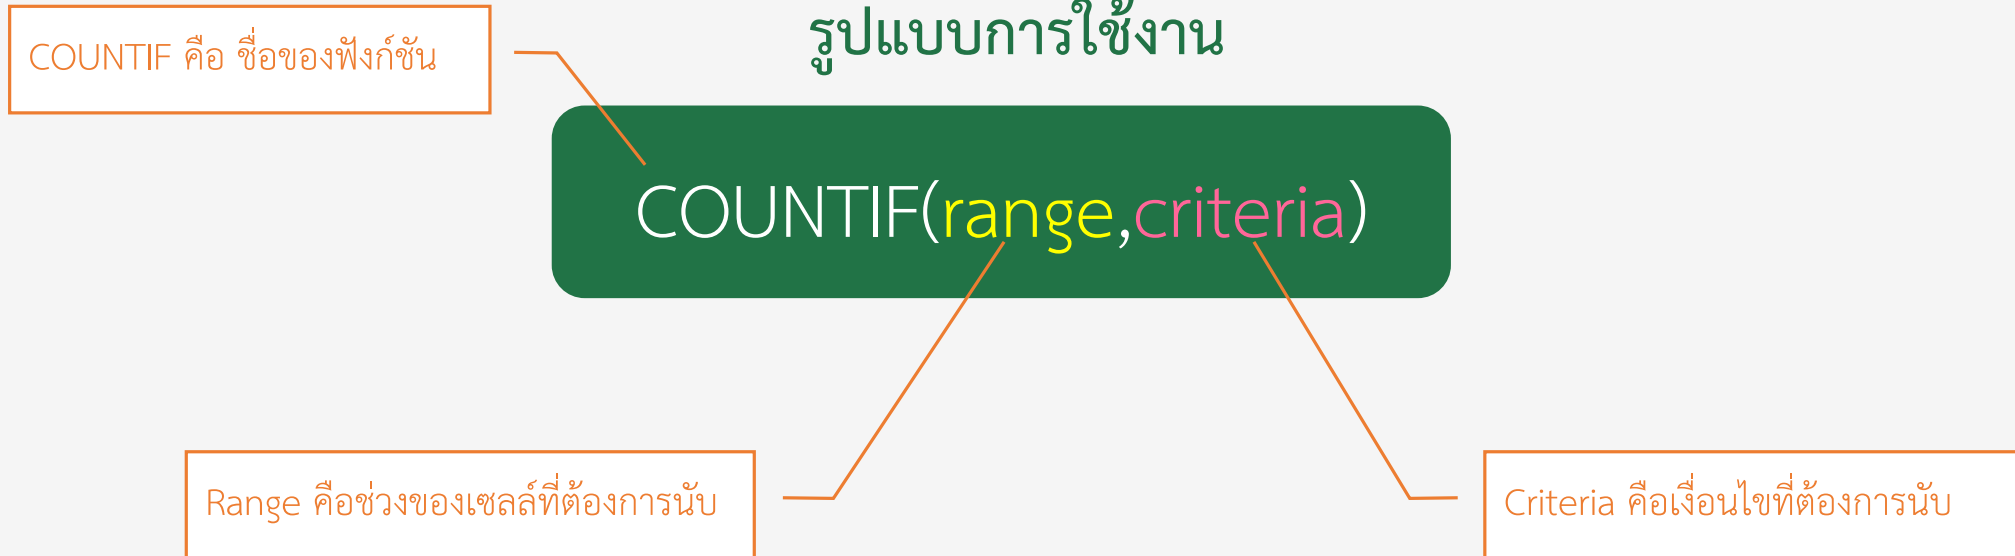 รูปแบบการใช้งาน
COUNTIF คือ ชื่อของฟังก์ชัน
COUNTIF(range,criteria)
Range คือช่วงของเซลล์ที่ต้องการนับ
Criteria คือเงื่อนไขที่ต้องการนับ